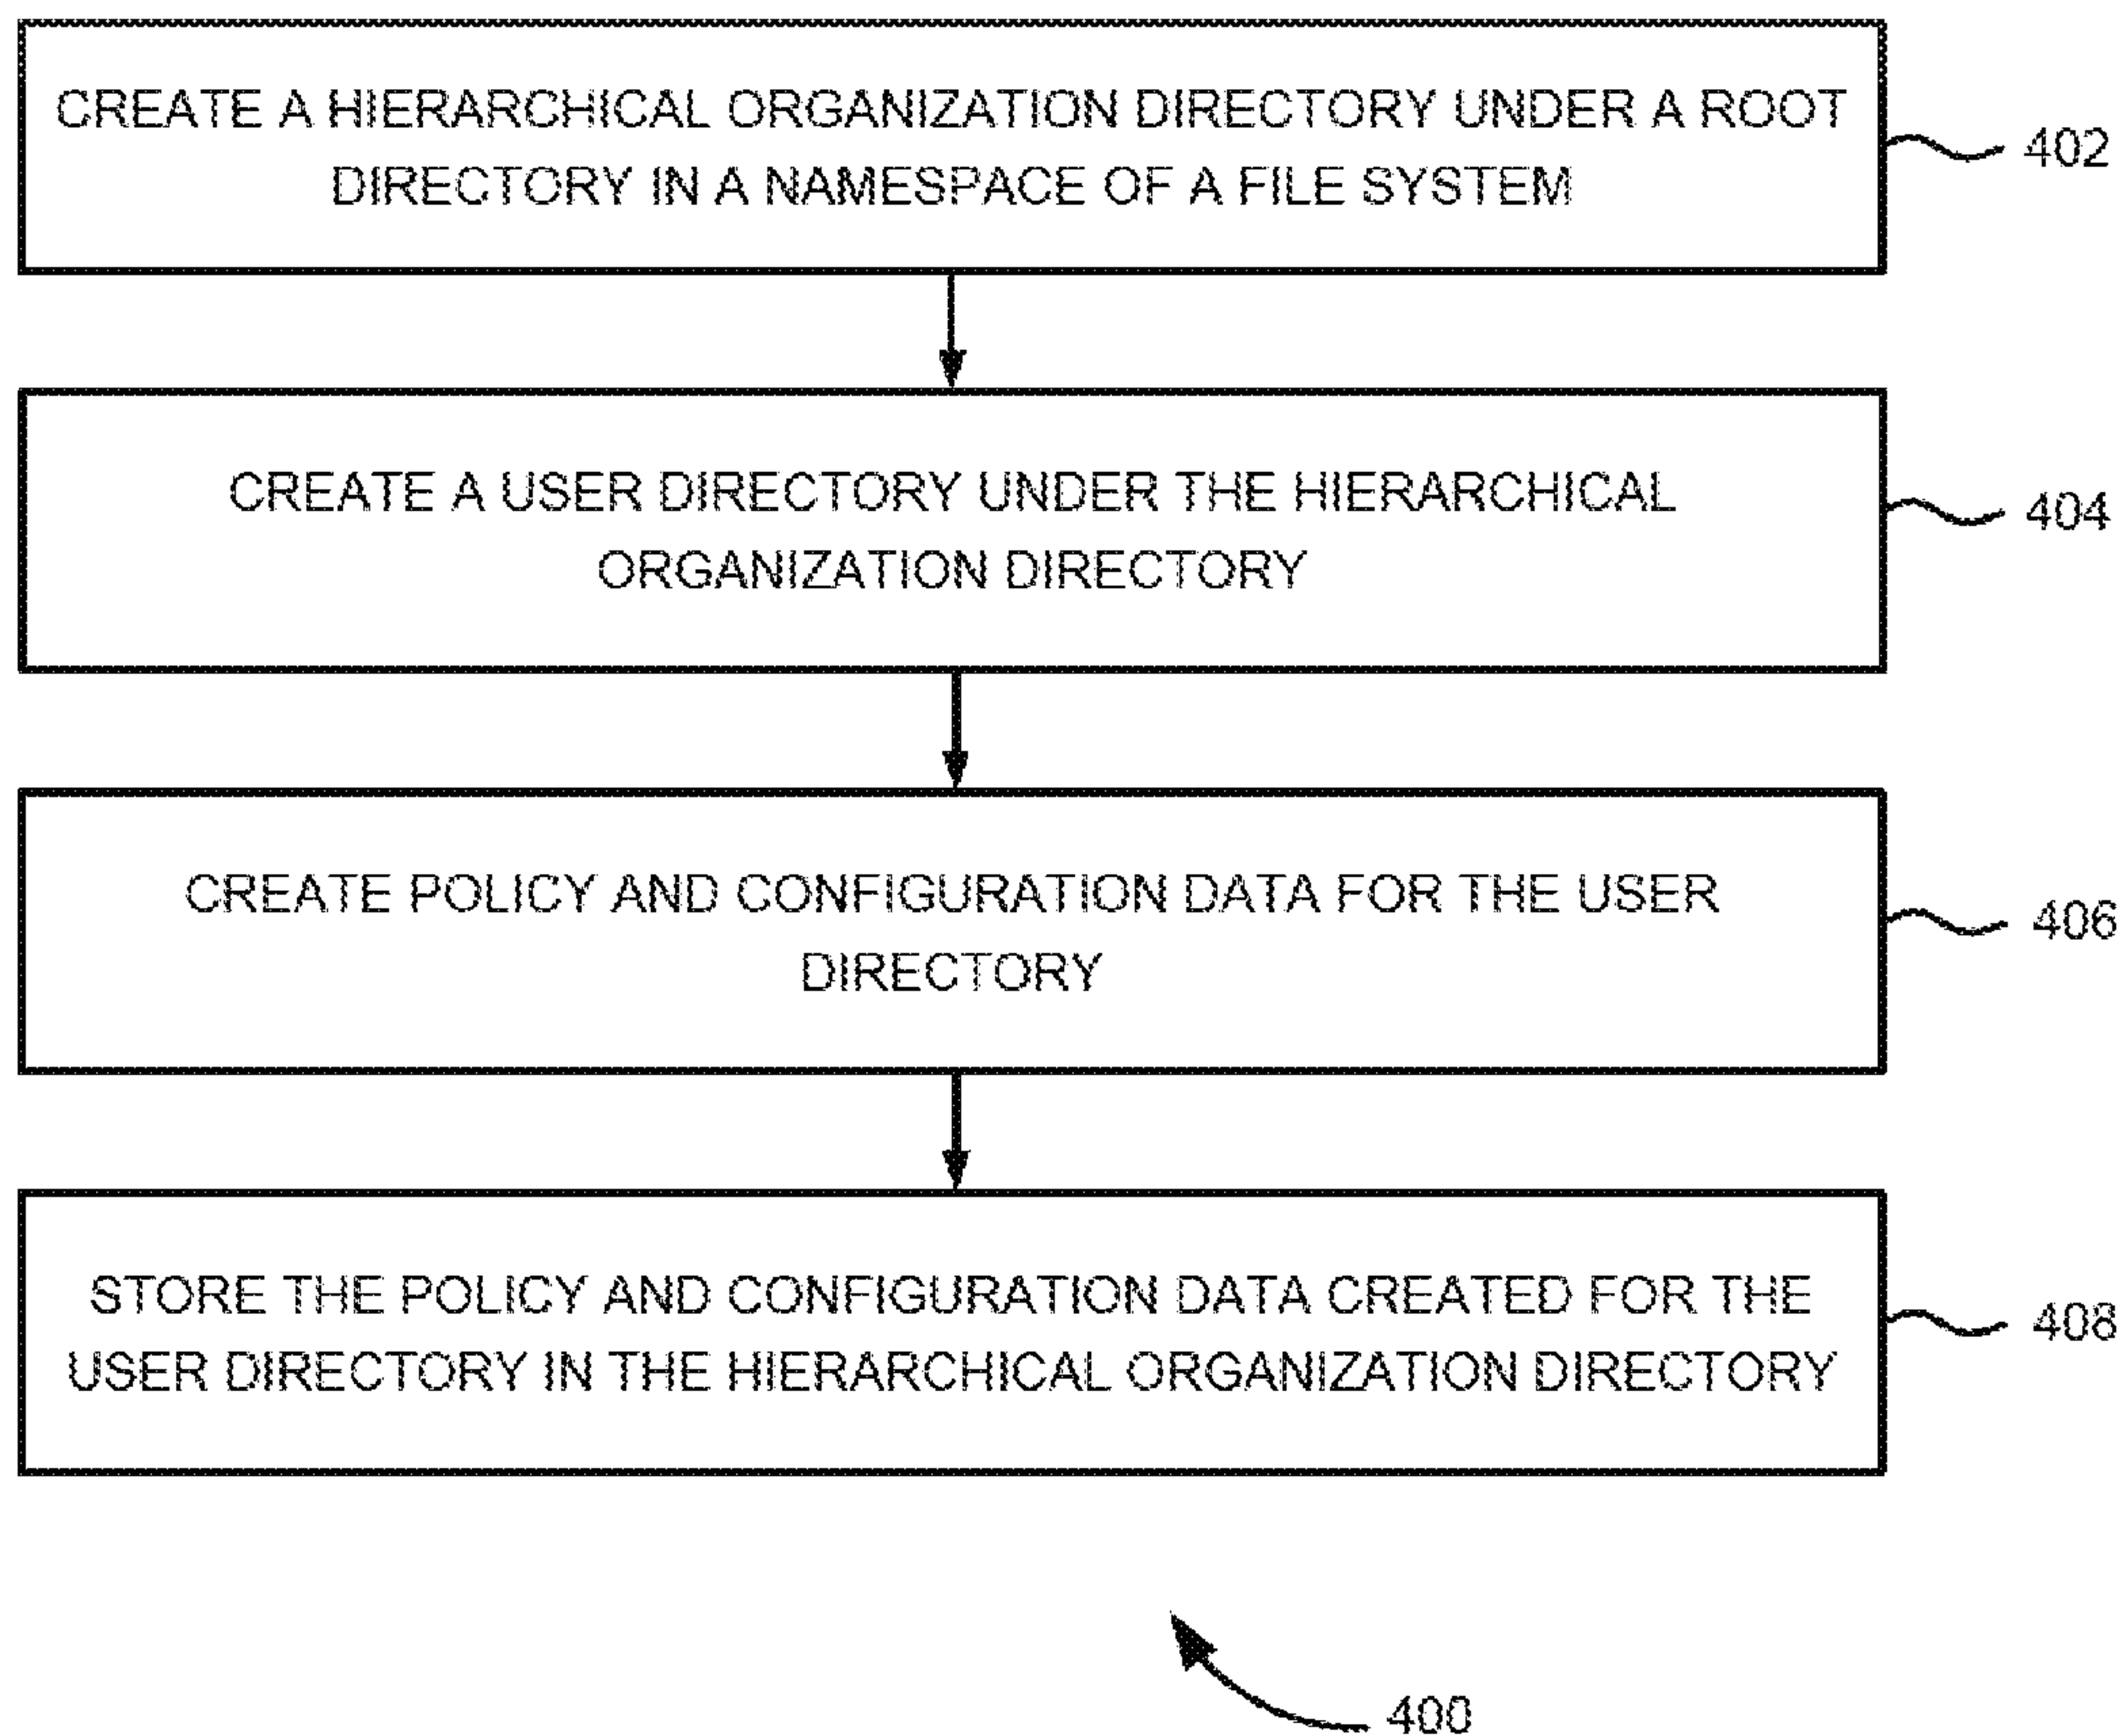 CREATE A HIERARCHICAL ORGANIZATION DIRECTORY UNDER A ROOT
DIRECTORY IN A NAMESPACE OF A FILE SYSTEM
402
CREATE A USER DIRECTORY UNDER THE HIERARCHICAL
ORGANIZATION DIRECTORY
404
CREATE POLICY AND CONFIGURATION DATA FOR THE USER
DIRECTORY
406
STORE THE POLICY AND CONFIGURATION DATA CREATED FOR THE
USER DIRECTORY IN THE HIERARCHICAL ORGANIZATION DIRECTORY
408
400